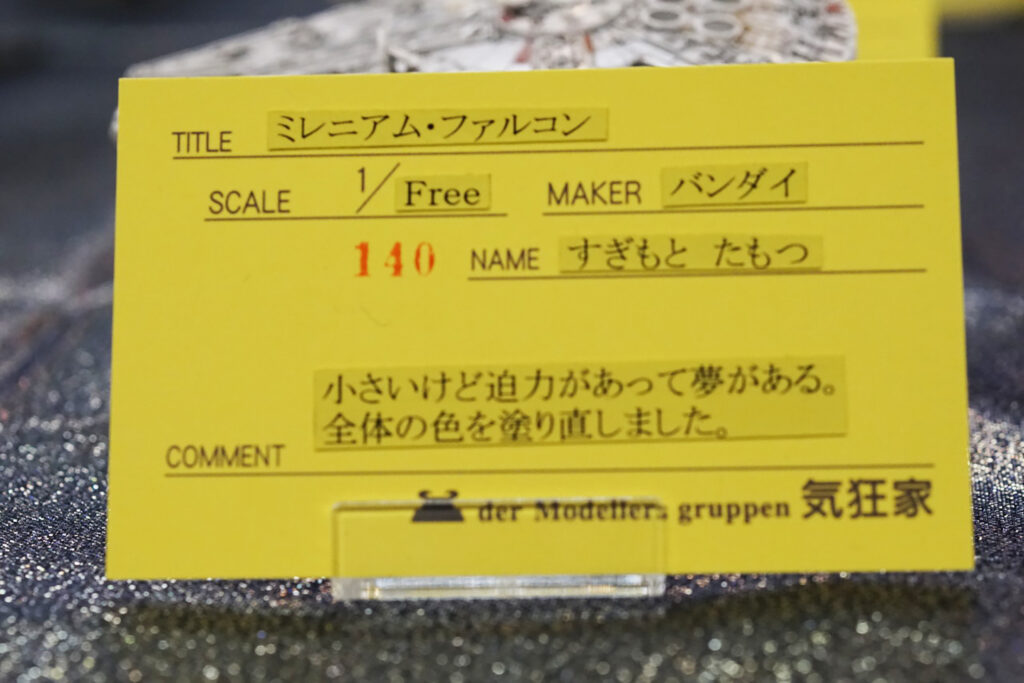 TITLE ミレニアム・ファルコン
SCALE 1/Free MAKER バンダイ
140 NAME すぎもと たもつ
小さいけど迫力があって夢がある。
全体の色を塗り直しました。
COMMENT
der Modellers gruppen 気狂家